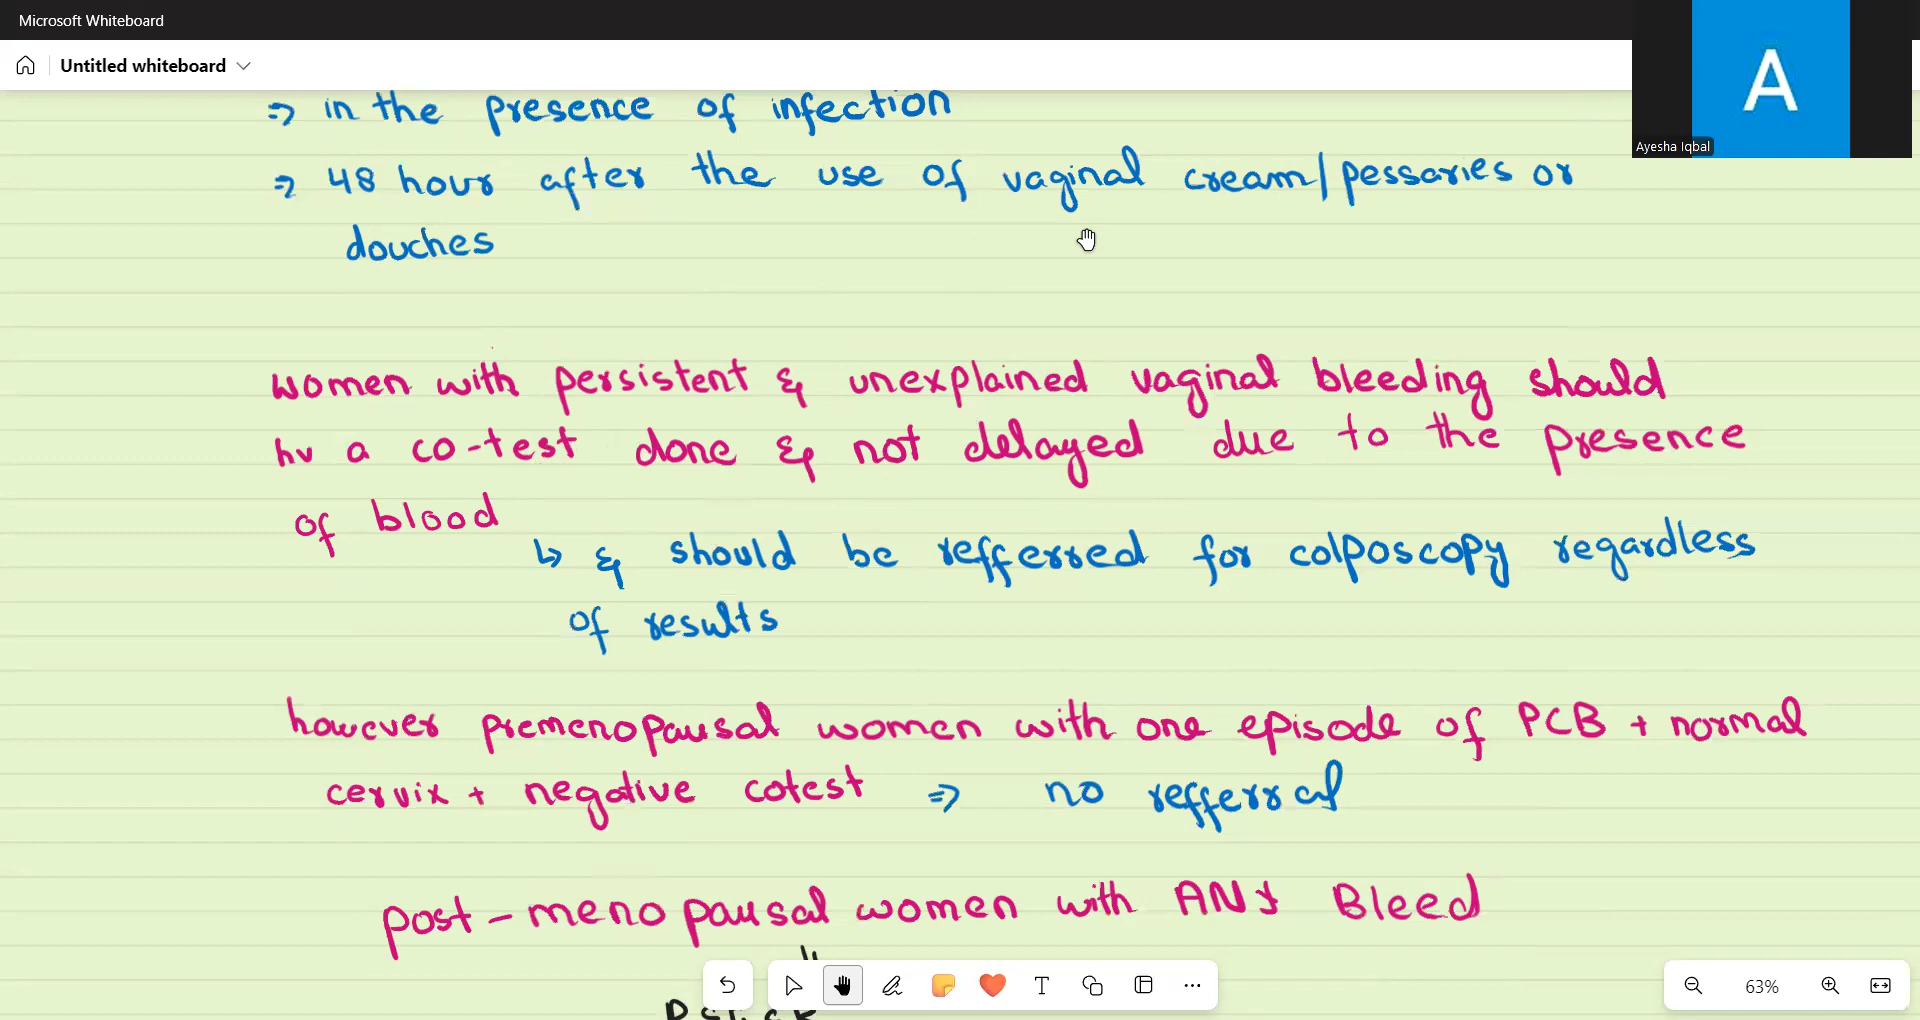 Microsoft Whiteboard
Untitled whiteboard
A
Ayesha Iqbal
=> in the presence of infection
=> 48 hour after the use of vaginal cream/pessaries or
douches
women with persistent & unexplained vaginal bleeding should
hv a co-test done & not delayed due to the presence
of blood
↳ & should be refferred for colposcopy regardless
of results
however premenopausal women with one episode of PCB + normal
cervix + negative cotest => no refferral
post-menopausal women with ANY Bleed
63%